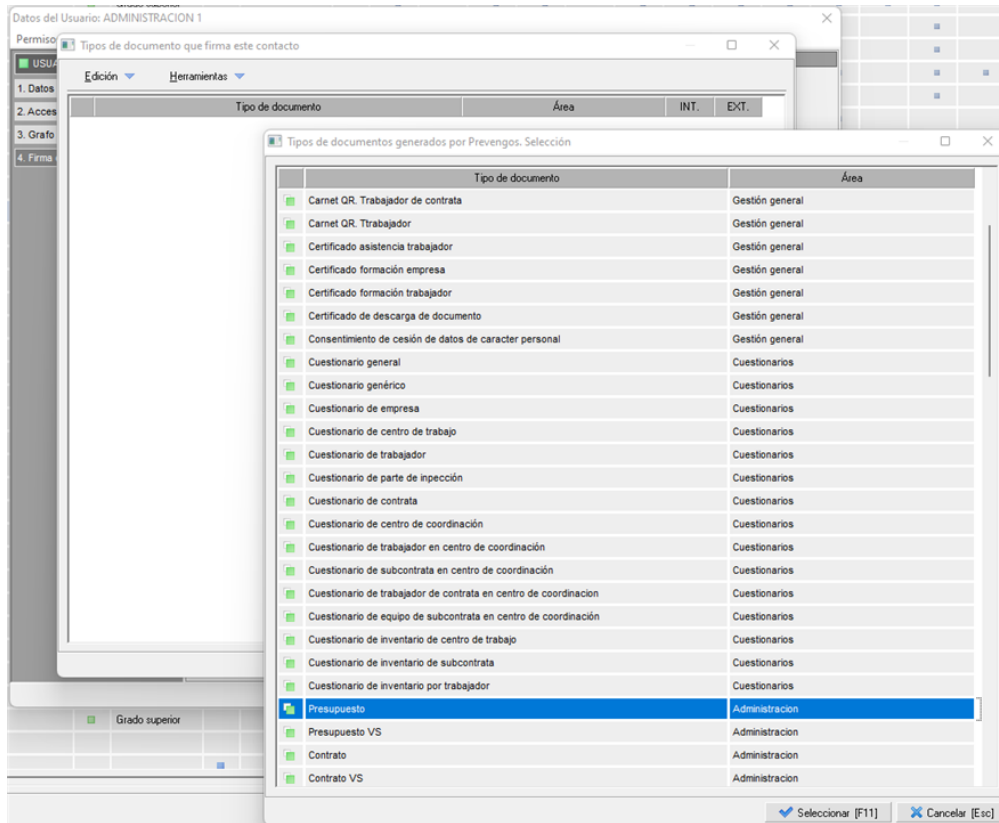 Datos del Usuario: ADMINISTRACION 1
Tipos de documento que firma este contacto
Edición Herramientas
1. Datos
2. Acces
3. Grafo
4. Firma
Tipo de documento Área INT. EXT.
Tipos de documentos generados por Prevengos. Selección
Tipo de documento Área
Carnet QR. Trabajador de contrata Gestión general
Carnet QR. Ttrabajador Gestión general
Certificado asistencia trabajador Gestión general
Certificado formación empresa Gestión general
Certificado formación trabajador Gestión general
Certificado de descarga de documento Gestión general
Consentimiento de cesión de datos de caracter personal Gestión general
Cuestionario general Cuestionarios
Cuestionario genérico Cuestionarios
Cuestionario de empresa Cuestionarios
Cuestionario de centro de trabajo Cuestionarios
Cuestionario de trabajador Cuestionarios
Cuestionario de parte de inpección Cuestionarios
Cuestionario de contrata Cuestionarios
Cuestionario de centro de coordinación Cuestionarios
Cuestionario de trabajador en centro de coordinación Cuestionarios
Cuestionario de subcontrata en centro de coordinación Cuestionarios
Cuestionario de trabajador de contrata en centro de coordinacion Cuestionarios
Cuestionario de equipo de subcontrata en centro de coordinación Cuestionarios
Cuestionario de inventario de centro de trabajo Cuestionarios
Cuestionario de inventario de subcontrata Cuestionarios
Cuestionario de inventario por trabajador Cuestionarios
Presupuesto Administracion
Presupuesto VS Administracion
Contrato Administracion
Contrato VS Administracion
Grado superior
Seleccionar [F11] Cancelar [Esc]